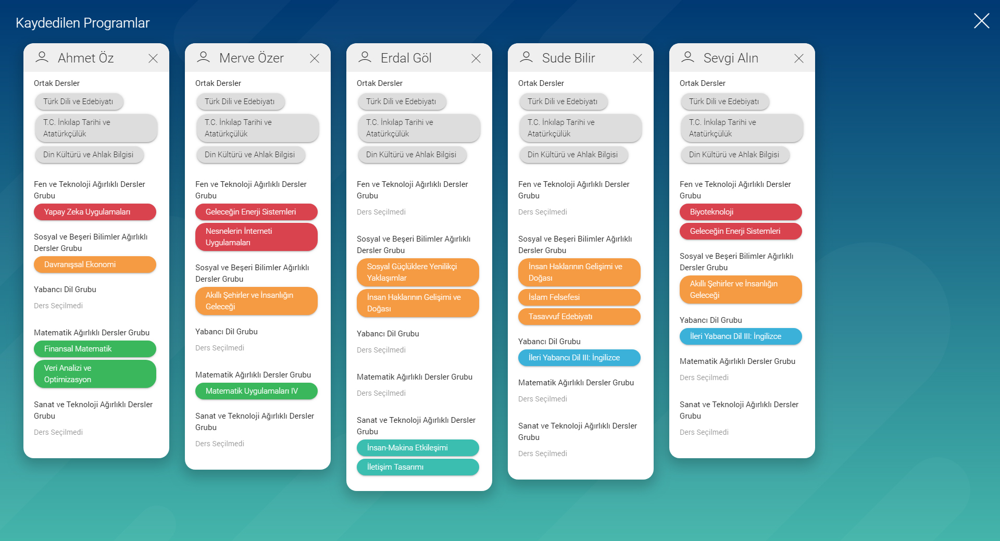 Kaydedilen Programlar
Ahmet Öz
Ortak Dersler
Türk Dili ve Edebiyatı
T.C. İnkılap Tarihi ve
Atatürkçülük
Din Kültürü ve Ahlak Bilgisi
Fen ve Teknoloji Ağırlıklı Dersler
Grubu
Yapay Zeka Uygulamaları
Sosyal ve Beşeri Bilimler Ağırlıklı
Dersler Grubu
Davranışsal Ekonomi
Yabancı Dil Grubu
Ders Seçilmedi
Matematik Ağırlıklı Dersler Grubu
Finansal Matematik
Veri Analizi ve
Optimizasyon
Sanat ve Teknoloji Ağırlıklı Dersler
Grubu
Ders Seçilmedi
Merve Özer
Ortak Dersler
Türk Dili ve Edebiyatı
T.C. İnkılap Tarihi ve
Atatürkçülük
Din Kültürü ve Ahlak Bilgisi
Fen ve Teknoloji Ağırlıklı Dersler
Grubu
Geleceğin Enerji Sistemleri
Nesnelerin İnterneti
Uygulamaları
Sosyal ve Beşeri Bilimler Ağırlıklı
Dersler Grubu
Akıllı Şehirler ve İnsanlığın
Geleceği
Yabancı Dil Grubu
Ders Seçilmedi
Matematik Ağırlıklı Dersler Grubu
Matematik Uygulamaları IV
Sanat ve Teknoloji Ağırlıklı Dersler
Grubu
Ders Seçilmedi
Erdal Göl
Ortak Dersler
Türk Dili ve Edebiyatı
T.C. İnkılap Tarihi ve
Atatürkçülük
Din Kültürü ve Ahlak Bilgisi
Fen ve Teknoloji Ağırlıklı Dersler
Grubu
Ders Seçilmedi
Sosyal ve Beşeri Bilimler Ağırlıklı
Dersler Grubu
Sosyal Güçlüklere Yenilikçi
Yaklaşımlar
İnsan Haklarının Gelişimi ve
Doğası
Yabancı Dil Grubu
Ders Seçilmedi
Matematik Ağırlıklı Dersler Grubu
Ders Seçilmedi
Sanat ve Teknoloji Ağırlıklı Dersler
Grubu
İnsan-Makina Etkileşimi
İletişim Tasarımı
Sude Bilir
Ortak Dersler
Türk Dili ve Edebiyatı
T.C. İnkılap Tarihi ve
Atatürkçülük
Din Kültürü ve Ahlak Bilgisi
Fen ve Teknoloji Ağırlıklı Dersler
Grubu
Ders Seçilmedi
Sosyal ve Beşeri Bilimler Ağırlıklı
Dersler Grubu
İnsan Haklarının Gelişimi ve
Doğası
İslam Felsefesi
Tasavvuf Edebiyatı
Yabancı Dil Grubu
İleri Yabancı Dil III: İngilizce
Matematik Ağırlıklı Dersler Grubu
Ders Seçilmedi
Sanat ve Teknoloji Ağırlıklı Dersler
Grubu
Ders Seçilmedi
Sevgi Alın
Ortak Dersler
Türk Dili ve Edebiyatı
T.C. İnkılap Tarihi ve
Atatürkçülük
Din Kültürü ve Ahlak Bilgisi
Fen ve Teknoloji Ağırlıklı Dersler
Grubu
Biyoteknoloji
Geleceğin Enerji Sistemleri
Sosyal ve Beşeri Bilimler Ağırlıklı
Dersler Grubu
Akıllı Şehirler ve İnsanlığın
Geleceği
Yabancı Dil Grubu
İleri Yabancı Dil III: İngilizce
Matematik Ağırlıklı Dersler Grubu
Ders Seçilmedi
Sanat ve Teknoloji Ağırlıklı Dersler
Grubu
Ders Seçilmedi